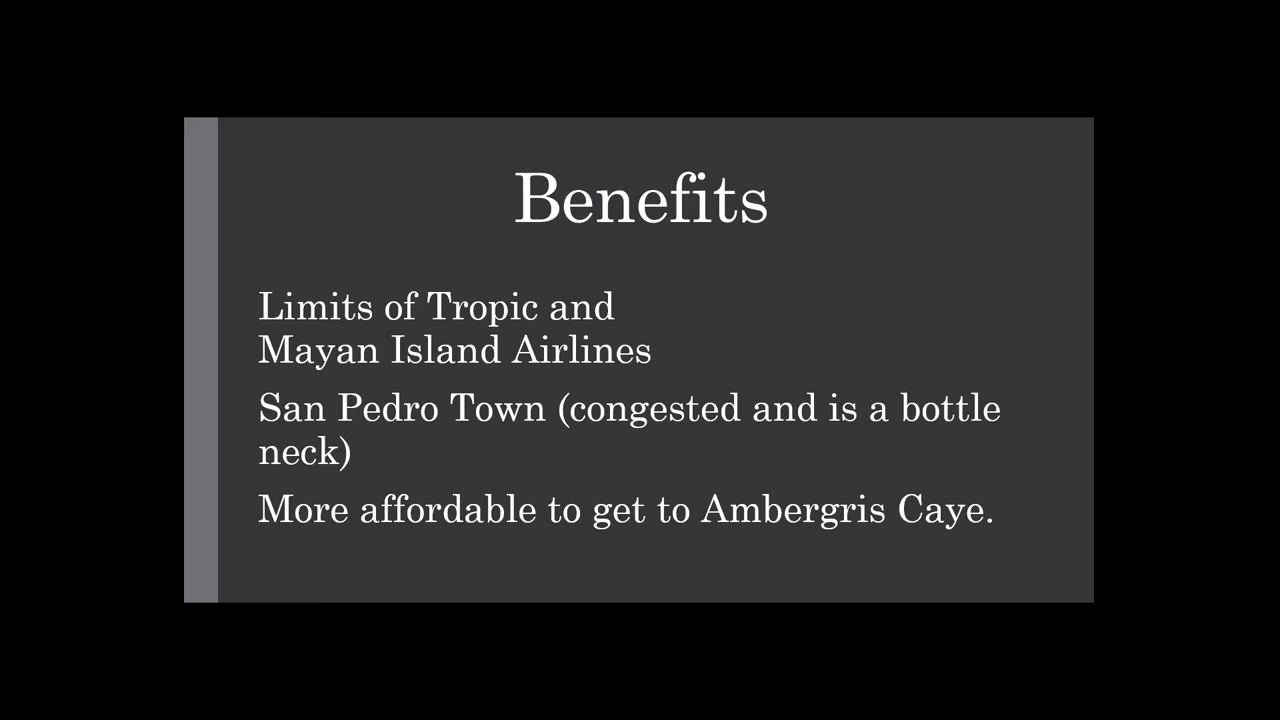 Benefits
Limits of Tropic and
Mayan Island Airlines
San Pedro Town (congested and is a bottle
neck)
More affordable to get to Ambergris Caye.